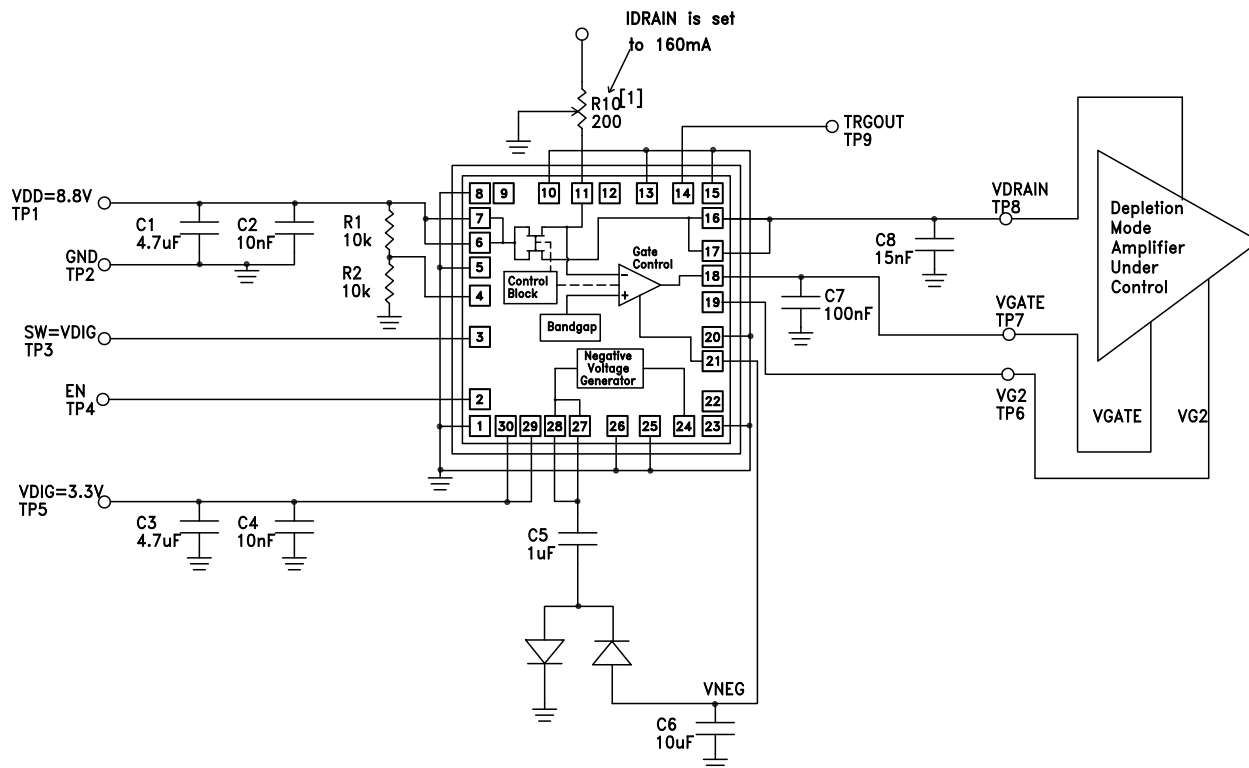 IDRAIN is set
to 160mA
R10[1]
200
TRGOUT
TP9
VDD=8.8V
TP1
C1
4.7uF
C2
10nF
R1
10k
GND
TP2
R2
10k
SW=VDIG
TP3
EN
TP4
VDIG=3.3V
TP5
C3
4.7uF
C4
10nF
8
9
10
11
12
13
14
15
7
6
5
4
3
2
1
30
29
28
27
26
25
24
23
16
17
18
19
20
21
22
Gate
Control
-
+
Control
Block
Bandgap
Negative
Voltage
Generator
VDRAIN
TP8
C8
15nF
C7
100nF
VGATE
TP7
VG2
TP6
Depletion
Mode
Amplifier
Under
Control
VGATE
VG2
C5
1uF
VNEG
C6
10uF